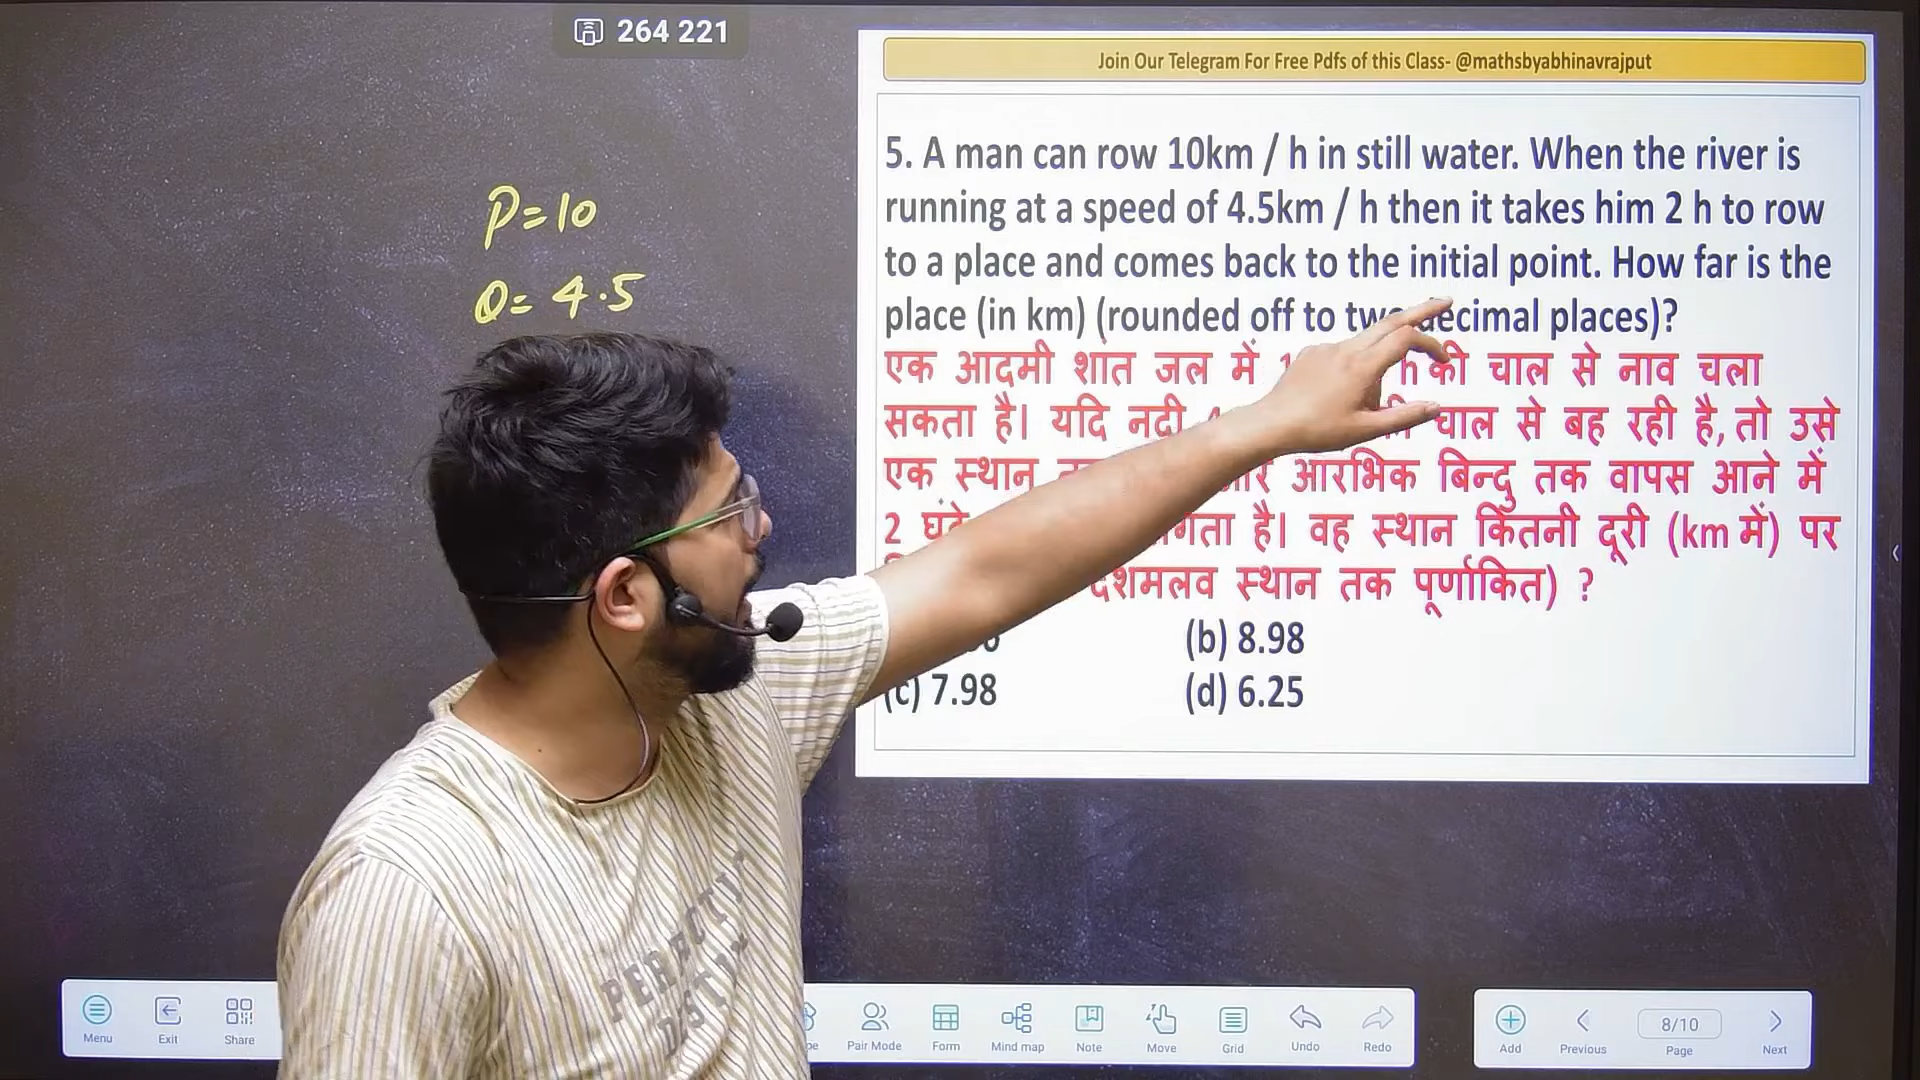 264 221
Join Our Telegram For Free Pdfs of this Class- @mathsbyabhinavrajput
P=10
Q= 4.5
5. A man can row 10km / h in still water. When the river is
running at a speed of 4.5km / h then it takes him 2 h to row
to a place and comes back to the initial point. How far is the
place (in km) (rounded off to two decimal places)?
एक आदमी शांत जल में h की चाल से नाव चला
सकता है। यदि नदी चाल से बह रही है, तो उसे
एक स्थान आरंभिक बिन्दु तक वापस आने में
2 घंटे है। वह स्थान कितनी दूरी (km में) पर
दशमलव स्थान तक पूर्णांकित) ?
(b) 8.98
(c) 7.98 (d) 6.25
PERFECTLY
Menu Exit Share Pair Mode Form Mind map Note Move Grid Undo Redo
8/10
Add Previous Page Next